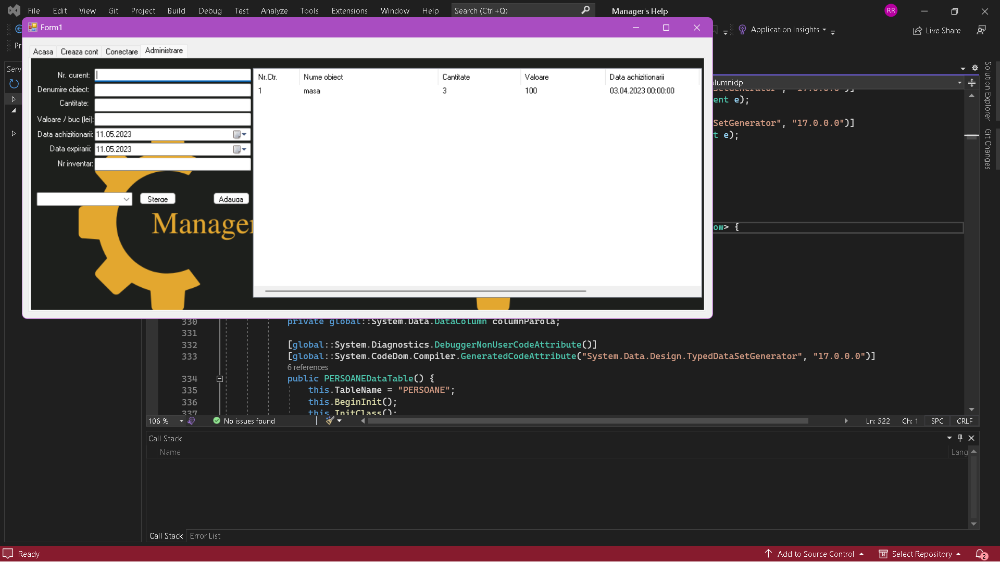 File Edit View Git Project Build Debug Test Analyze Tools Extensions Window Help Search (Ctrl+Q) Manager's Help RR
Form1
Application Insights
Live Share
Pr
Acasa Creaza cont Conectare Administrare
Serv
Nr. curent:
Denumire obiect:
Cantitate:
Valoare / buc (lei):
Data achizitionarii: 11.05.2023
Data expirarii: 11.05.2023
Nr inventar:
Sterge Adauga
Manager
Nr.Ctr. Nume obiect Cantitate Valoare Data achizitionarii
1 masa 3 100 03.04.2023 00:00:00
olumnidp
SetGenerator", "17.0.0.0")]
ent e);
SetGenerator", "17.0.0.0")]
t e);
ow> {
Solution Explorer
Git Changes
330 private global::System.Data.DataColumn columnParola;
331
332 [global::System.Diagnostics.DebuggerNonUserCodeAttribute()]
333 [global::System.CodeDom.Compiler.GeneratedCodeAttribute("System.Data.Design.TypedDataSetGenerator", "17.0.0.0")]
6 references
334 public PERSOANEDataTable() {
335 this.TableName = "PERSOANE";
336 this.BeginInit();
337 this.InitClass();
106 % No issues found Ln: 322 Ch: 1 SPC CRLF
Call Stack
Name Lang
Call Stack Error List
Ready Add to Source Control Select Repository 2